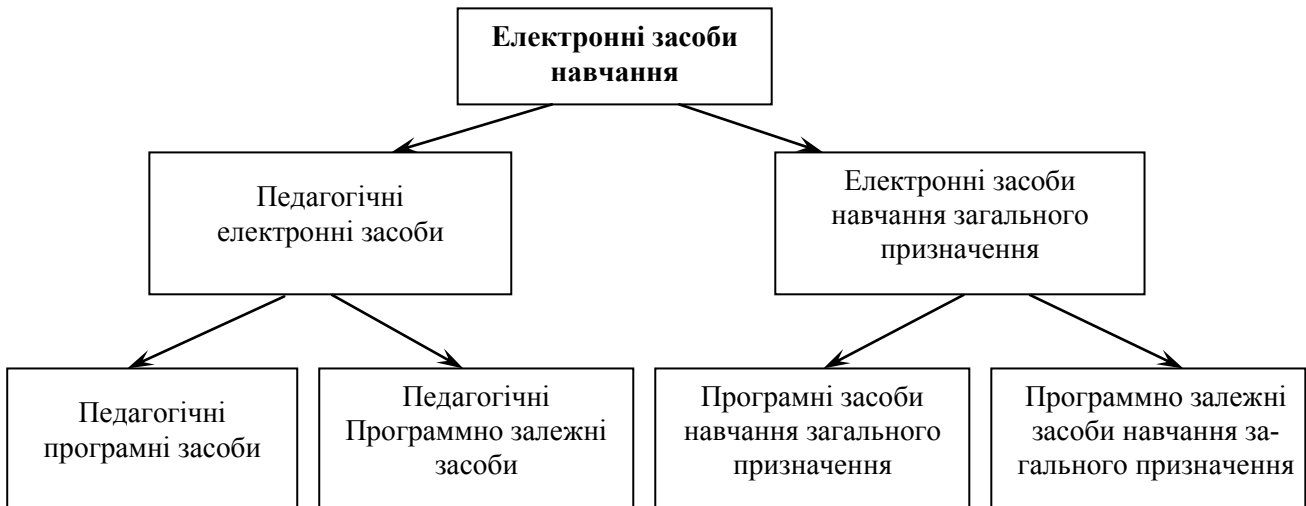 Електронні засоби
навчання
Педагогічні
електронні засоби
Електронні засоби
навчання загального
призначення
Педагогічні
програмні засоби
Педагогічні
Программно залежні
засоби
Програмні засоби
навчання загального
призначення
Программно залежні
засоби навчання за-
гального призначення